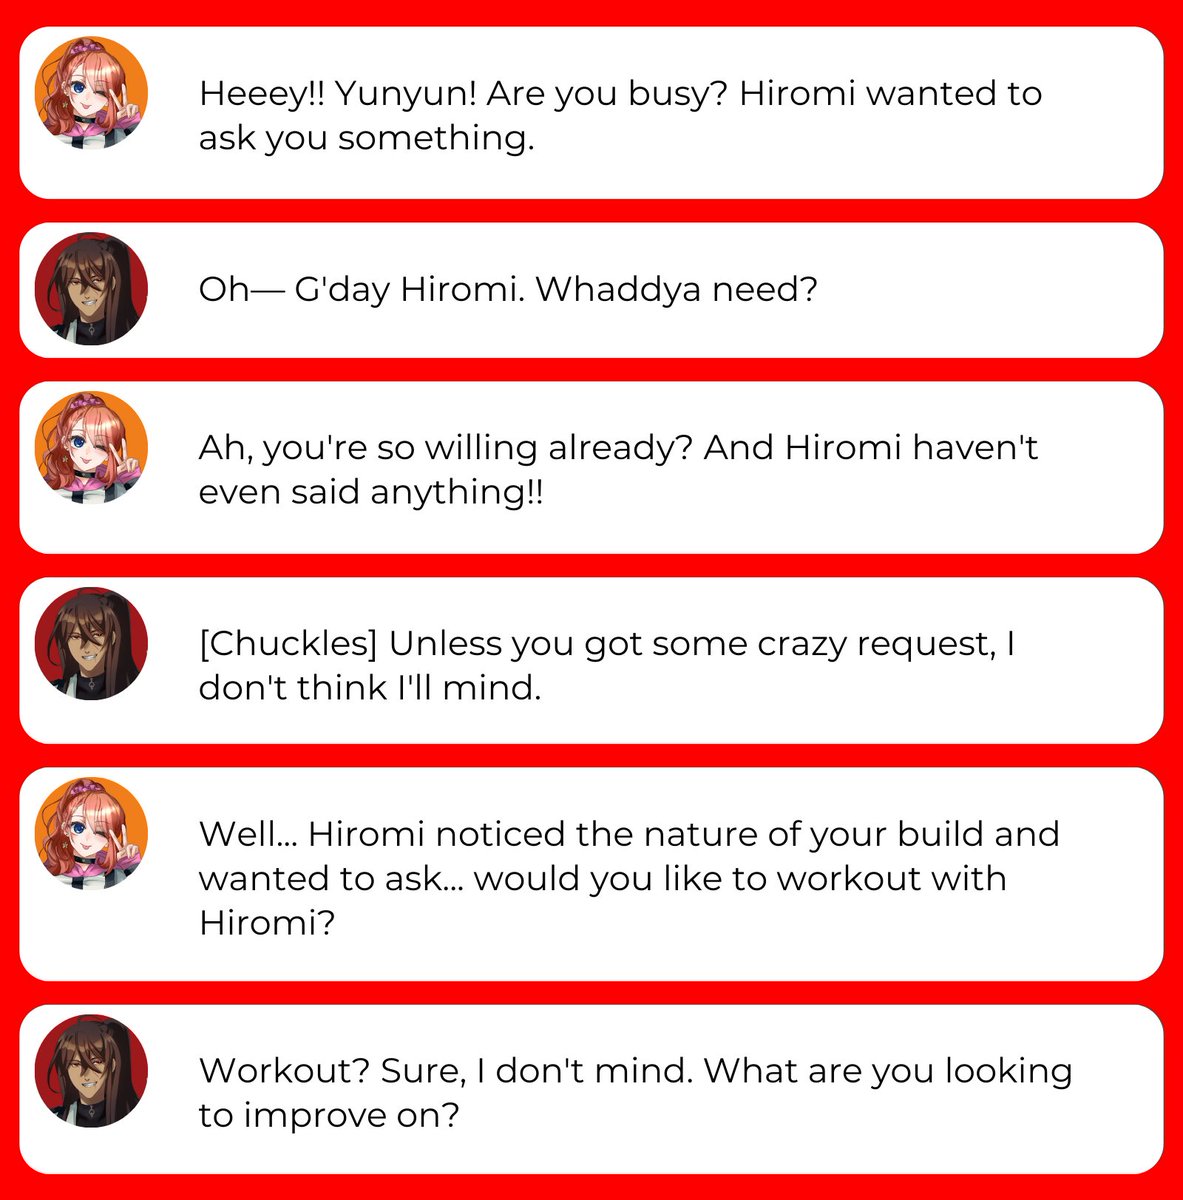 Heeey!! Yunyun! Are you busy? Hiromi wanted to
ask you something.
Oh— G'day Hiromi. Whaddya need?
Ah, you're so willing already? And Hiromi haven't
even said anything!!
[Chuckles] Unless you got some crazy request, I
don't think I'll mind.
Well... Hiromi noticed the nature of your build and
wanted to ask... would you like to workout with
Hiromi?
Workout? Sure, I don't mind. What are you looking
to improve on?